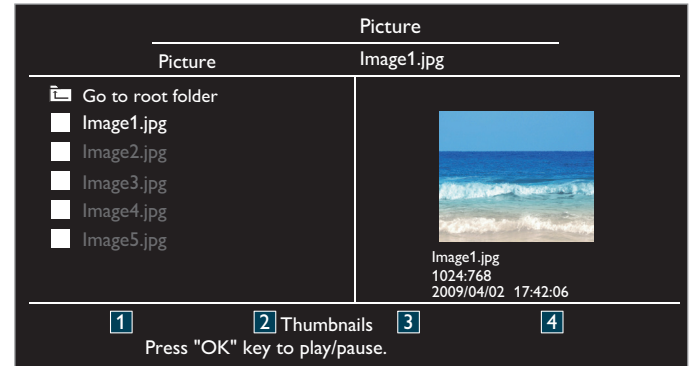 Picture
Picture Image1.jpg
Go to root folder
Image1.jpg
Image2.jpg
Image3.jpg
Image4.jpg
Image5.jpg
Image1.jpg
1024:768
2009/04/02 17:42:06
1 2 Thumbnails 3 4
Press "OK" key to play/pause.